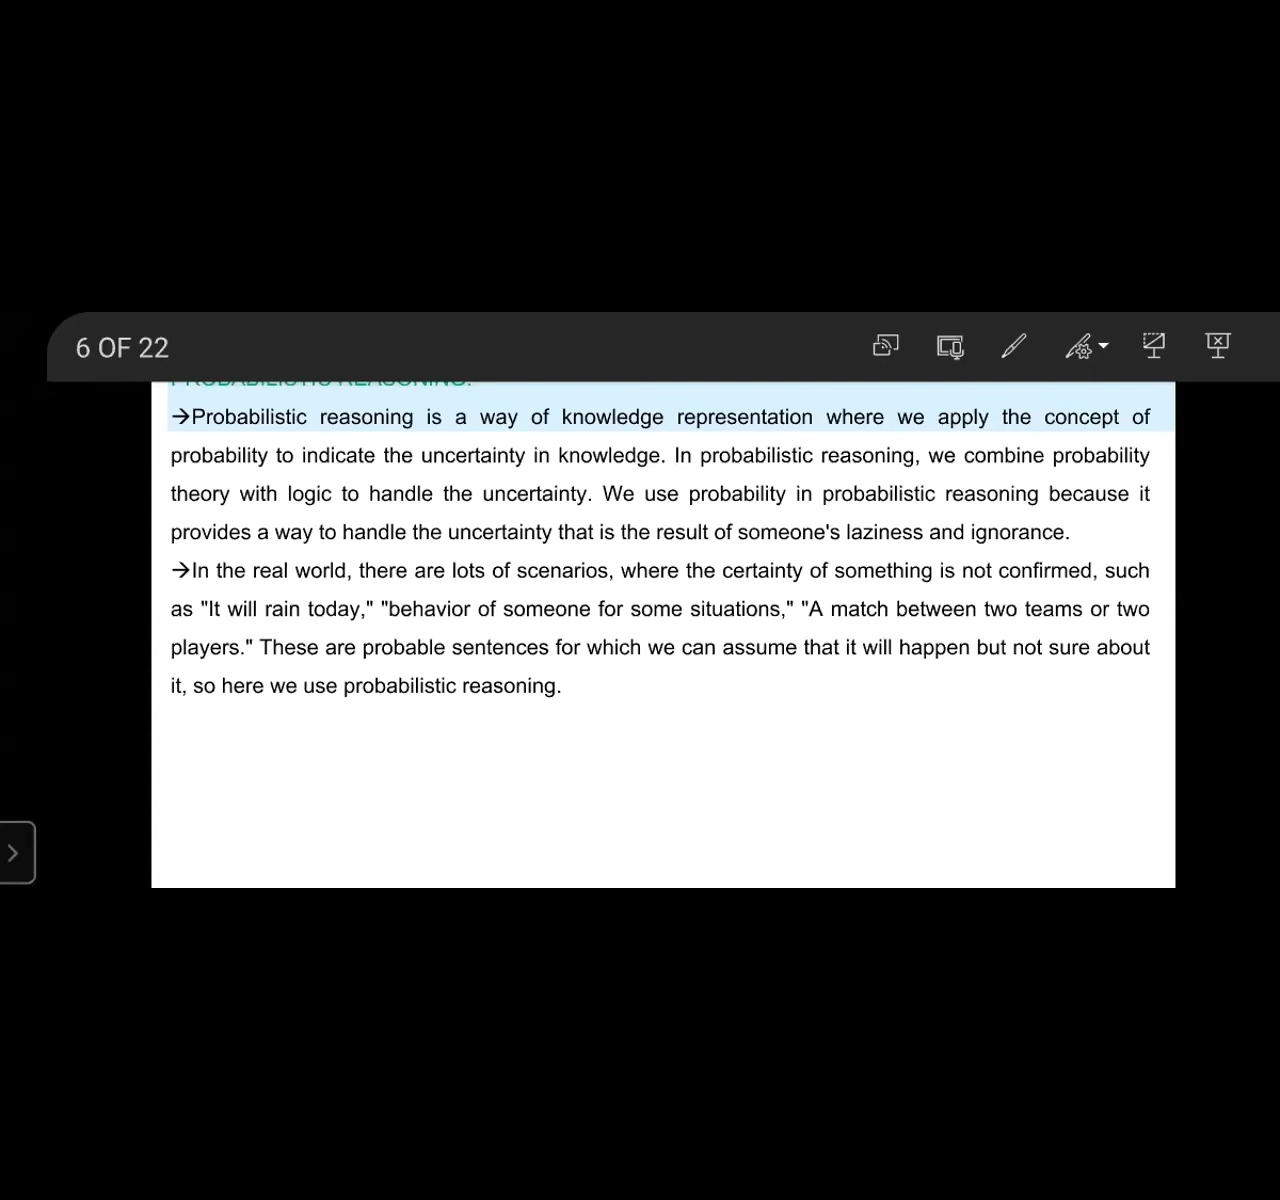 6 OF 22
PROBABILISTIC REASONING:
→Probabilistic reasoning is a way of knowledge representation where we apply the concept of
probability to indicate the uncertainty in knowledge. In probabilistic reasoning, we combine probability
theory with logic to handle the uncertainty. We use probability in probabilistic reasoning because it
provides a way to handle the uncertainty that is the result of someone's laziness and ignorance.
→In the real world, there are lots of scenarios, where the certainty of something is not confirmed, such
as "It will rain today," "behavior of someone for some situations," "A match between two teams or two
players." These are probable sentences for which we can assume that it will happen but not sure about
it, so here we use probabilistic reasoning.